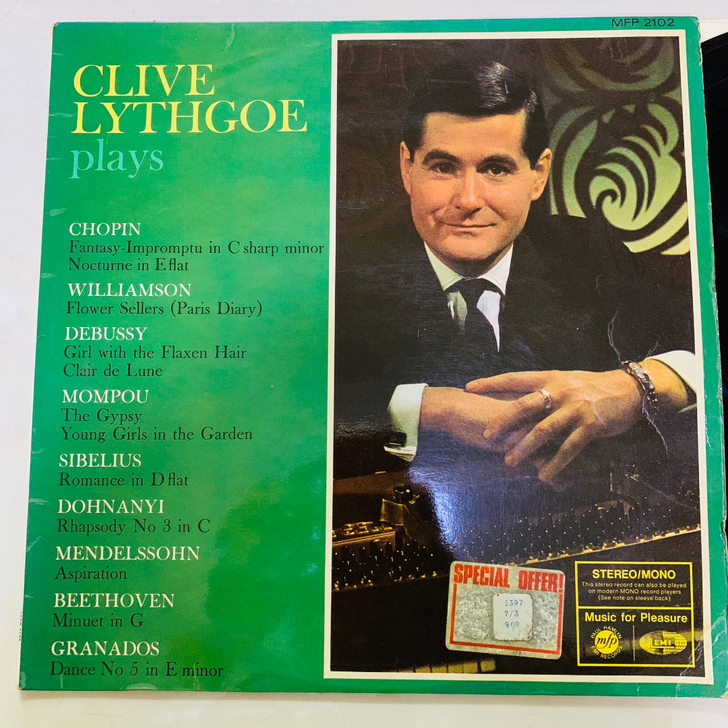 MFP 2102
CLIVE
LYTHGOE
plays
CHOPIN
Fantasy-Impromptu in C sharp minor
Nocturne in E flat
WILLIAMSON
Flower Sellers (Paris Diary)
DEBUSSY
Girl with the Flaxen Hair
Clair de Lune
MOMPOU
The Gypsy
Young Girls in the Garden
SIBELIUS
Romance in D flat
DOHNANYI
Rhapsody No 3 in C
MENDELSSOHN
Aspiration
BEETHOVEN
Minuet in G
GRANADOS
Dance No 5 in E minor
SPECIAL OFFER!
1397
7/3
90B
STEREO/MONO
This stereo record can also be played
on modern MONO record players
(See note on sleeve back)
Music for Pleasure
mfp
EMI